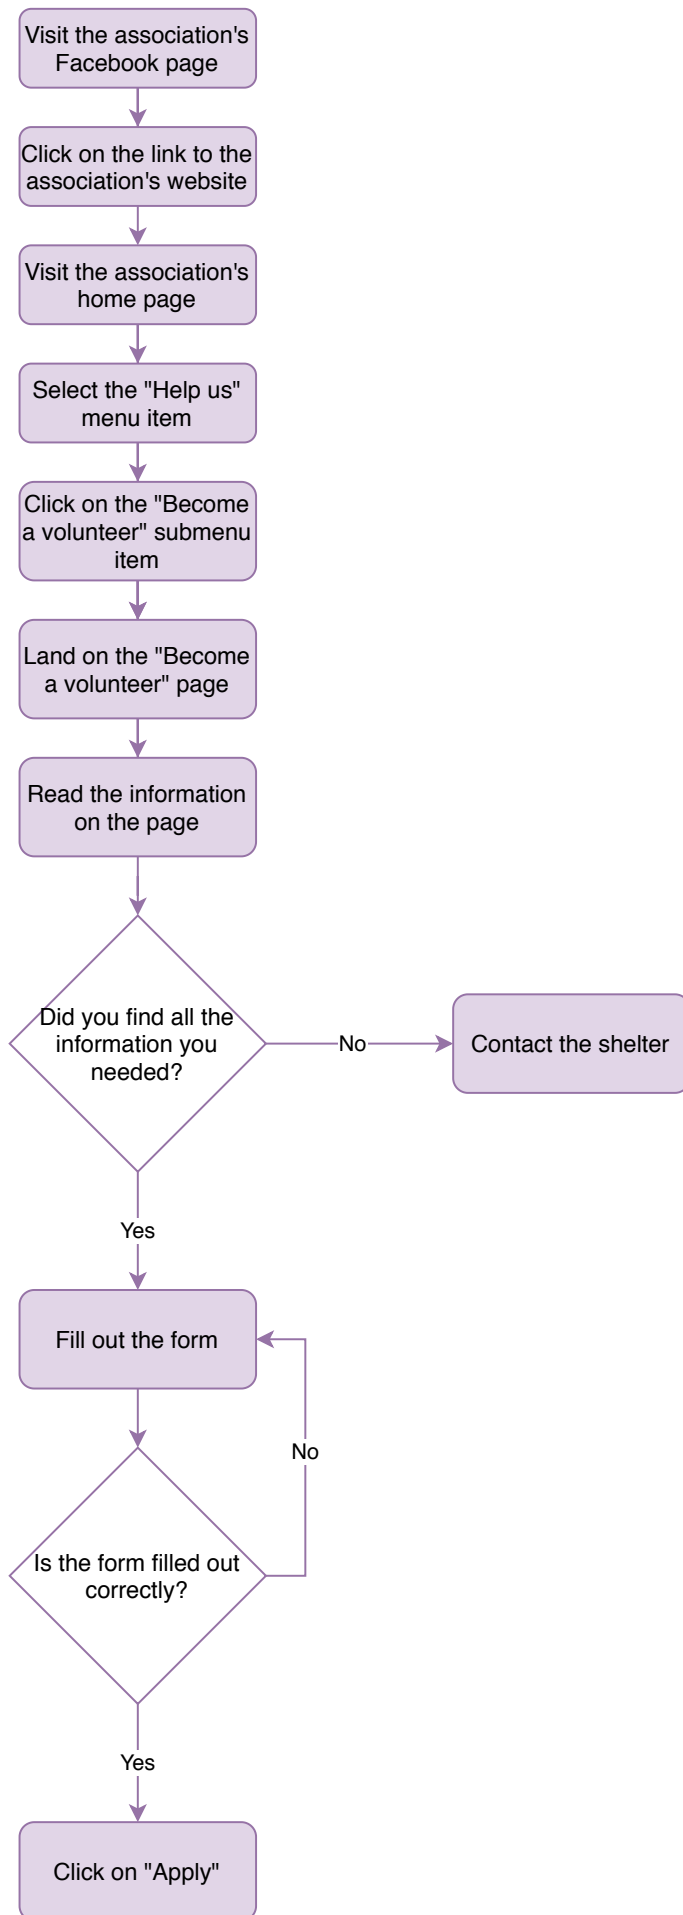 Visit the association's
Facebook page
Click on the link to the
association's website
Visit the association's
home page
Select the "Help us"
menu item
Click on the "Become
a volunteer" submenu
item
Land on the "Become
a volunteer" page
Read the information
on the page
Did you find all the
information you
needed?
No
Contact the shelter
Yes
Fill out the form
No
Is the form filled out
correctly?
Yes
Click on "Apply"